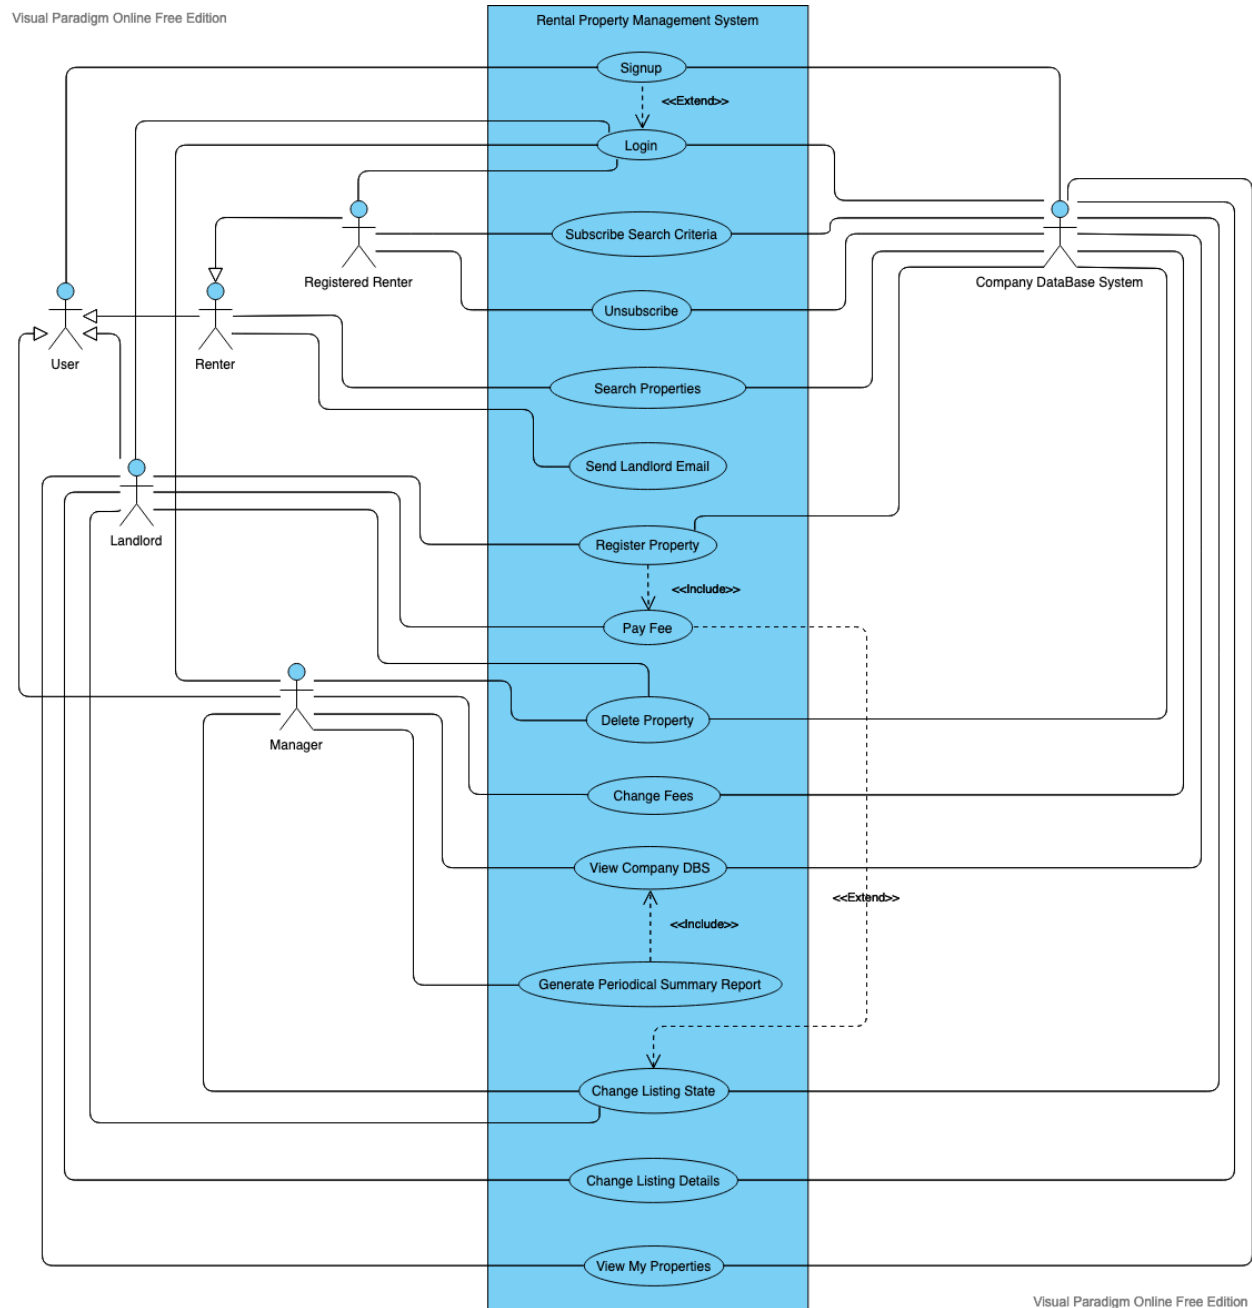 Visual Paradigm Online Free Edition
Rental Property Management System
Signup
<<Extend>>
Login
Subscribe Search Criteria
Registered Renter
Company DataBase System
Unsubscribe
User
Renter
Search Properties
Send Landlord Email
Landlord
Register Property
<<Include>>
Pay Fee
Delete Property
Manager
Change Fees
View Company DBS
<<Extend>>
<<Include>>
Generate Periodical Summary Report
Change Listing State
Change Listing Details
View My Properties
Visual Paradigm Online Free Edition